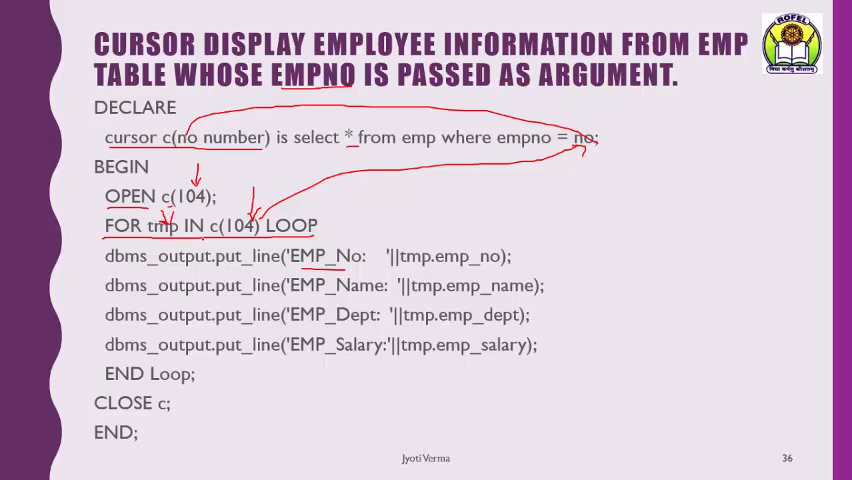 ROFEL
CURSOR DISPLAY EMPLOYEE INFORMATION FROM EMP
TABLE WHOSE EMPNO IS PASSED AS ARGUMENT.
DECLARE
cursor c(no number) is select * from emp where empno = no;
BEGIN
OPEN c(104);
FOR tmp IN c(104) LOOP
dbms_output.put_line('EMP_No: '||tmp.emp_no);
dbms_output.put_line('EMP_Name: '||tmp.emp_name);
dbms_output.put_line('EMP_Dept: '||tmp.emp_dept);
dbms_output.put_line('EMP_Salary:'||tmp.emp_salary);
END Loop;
CLOSE c;
END;
Jyoti Verma
36